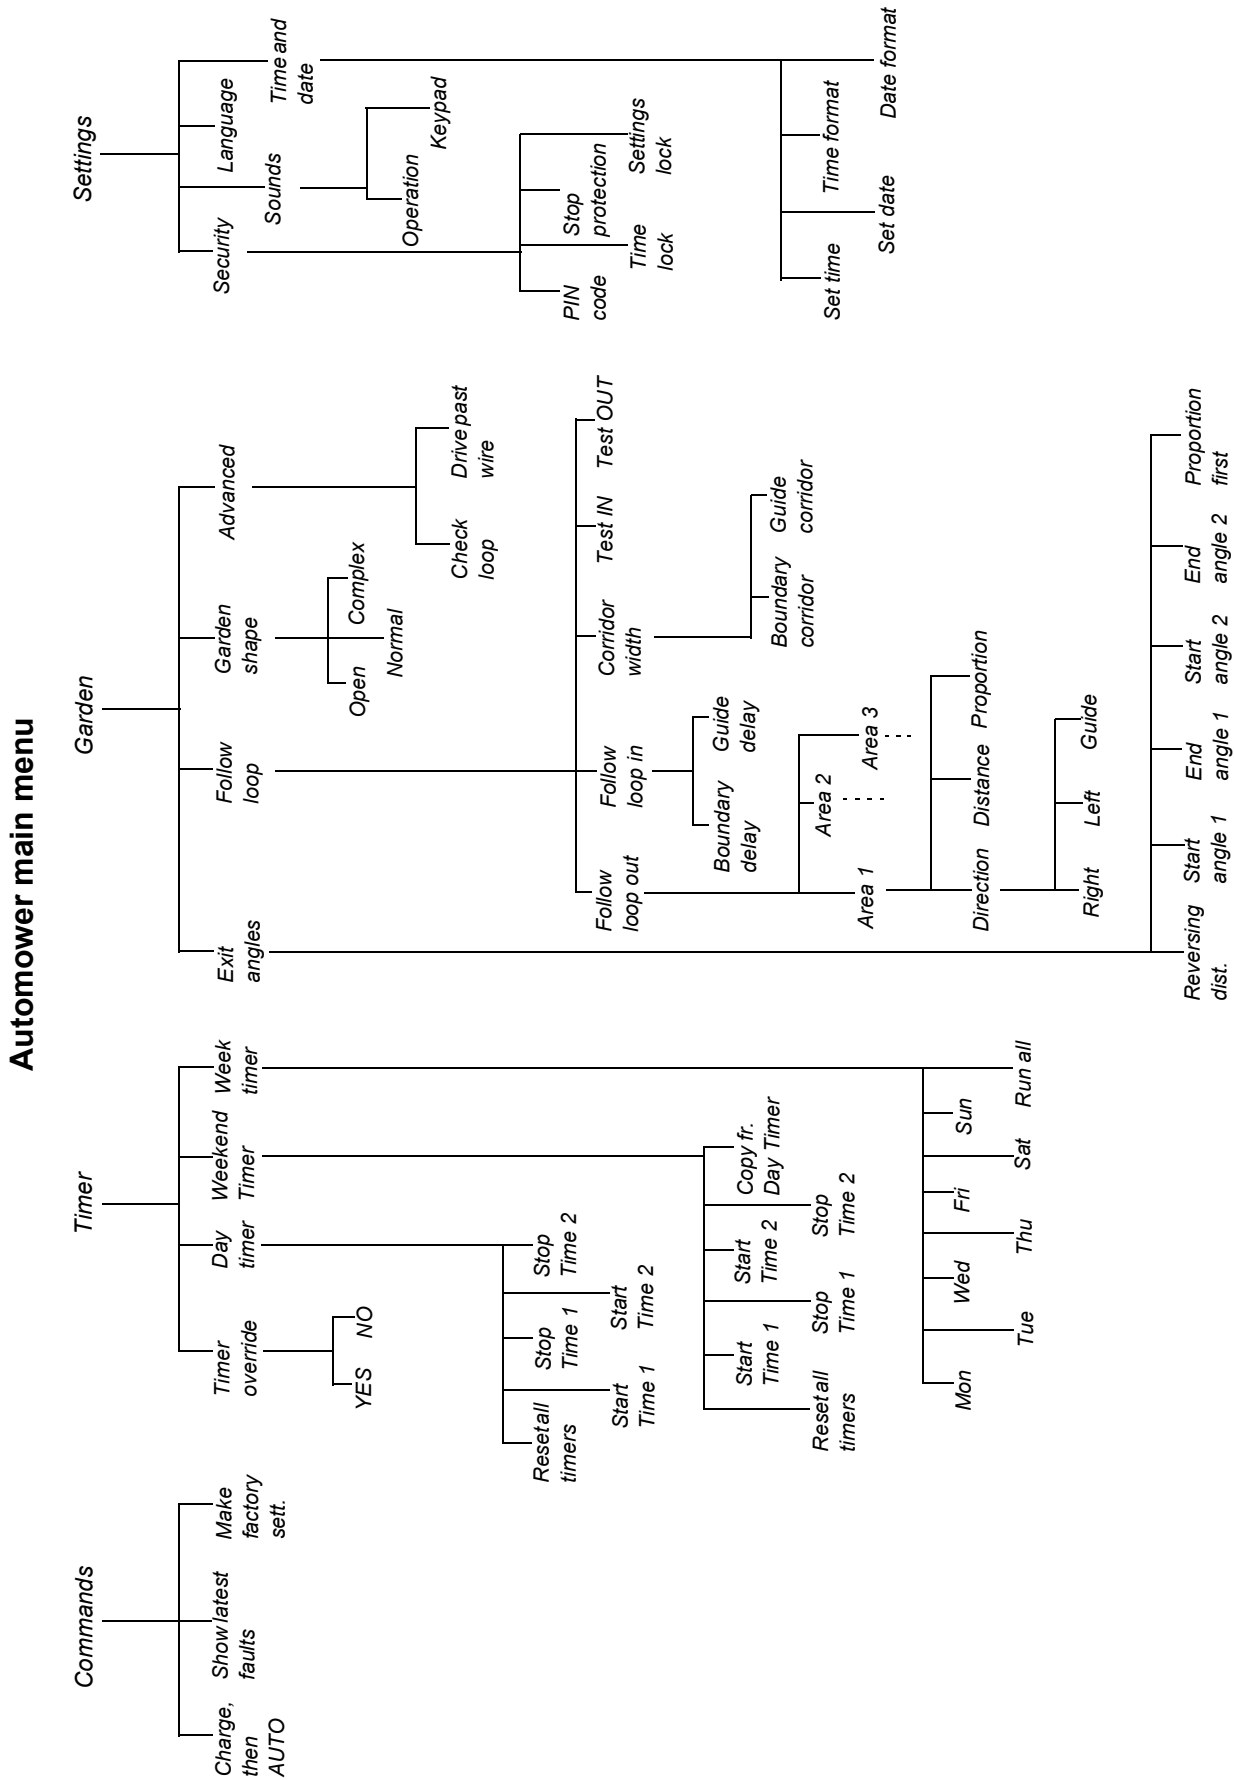 Automower main menu
Commands
Charge,
then
AUTO
Show latest
faults
Make
factory
sett.
Timer
Timer
override
YES
NO
Day
timer
Reset all
timers
Start
Time 1
Stop
Time 1
Start
Time 2
Stop
Time 2
Weekend
Timer
Reset all
timers
Start
Time 1
Stop
Time 1
Start
Time 2
Stop
Time 2
Copy fr.
Day Timer
Week
timer
Mon
Tue
Wed
Thu
Fri
Sat
Sun
Run all
Garden
Exit
angles
Reversing
dist.
Start
angle 1
End
angle 1
Start
angle 2
End
angle 2
Proportion
first
Follow
loop
Follow
loop out
Area 1
Direction
Right
Left
Guide
Distance
Proportion
Area 2
Area 3
Follow
loop in
Boundary
delay
Guide
delay
Corridor
width
Boundary
corridor
Guide
corridor
Test IN
Test OUT
Garden
shape
Open
Normal
Complex
Advanced
Check
loop
Drive past
wire
Settings
Security
PIN
code
Time
lock
Stop
protection
Settings
lock
Sounds
Operation
Keypad
Language
Time and
date
Set time
Set date
Time format
Date format